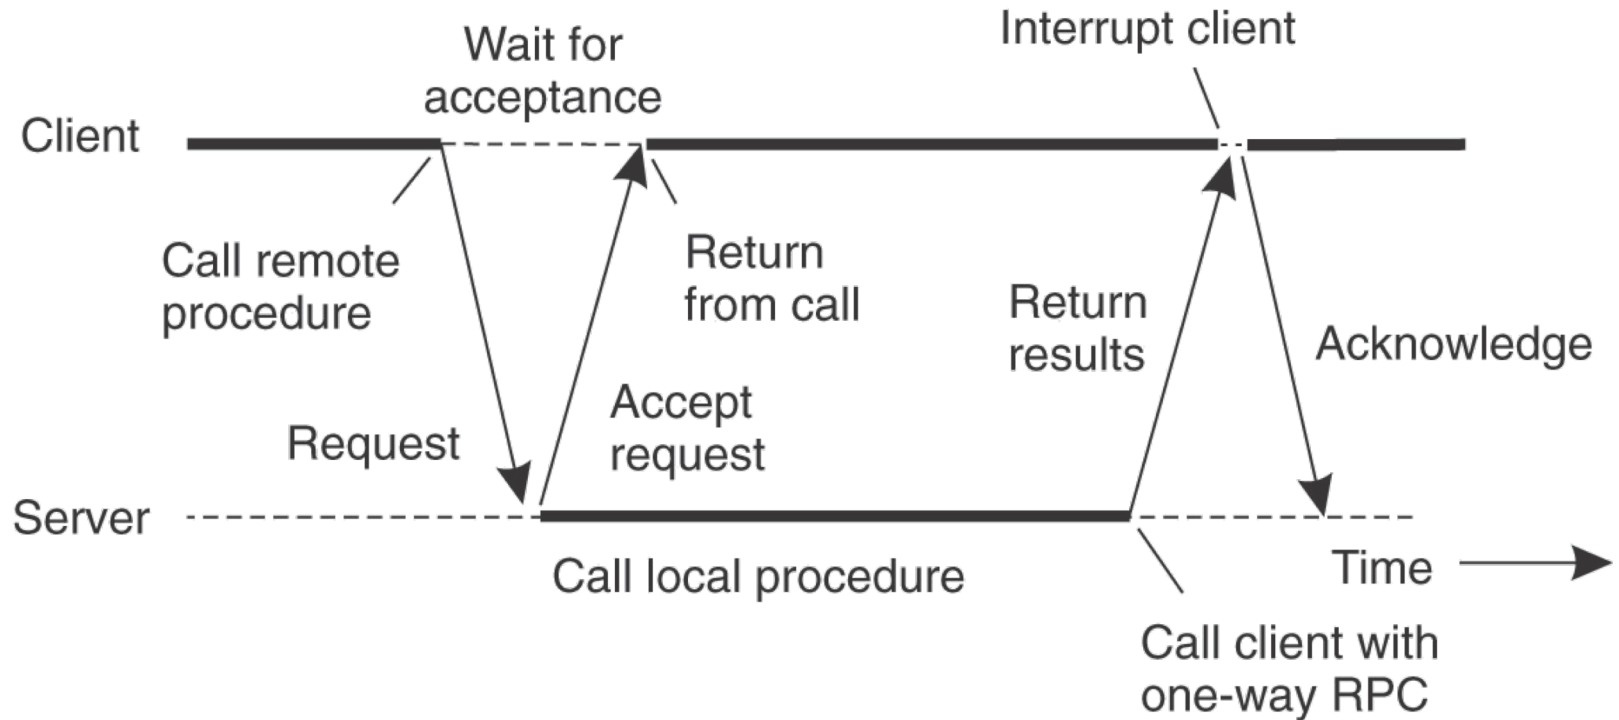 Interrupt client
Wait for
acceptance
Client
Call remote
procedure
Return
from call
Return
results
Acknowledge
Accept
request
Request
Server
Call local procedure
Time
Call client with
one-way RPC